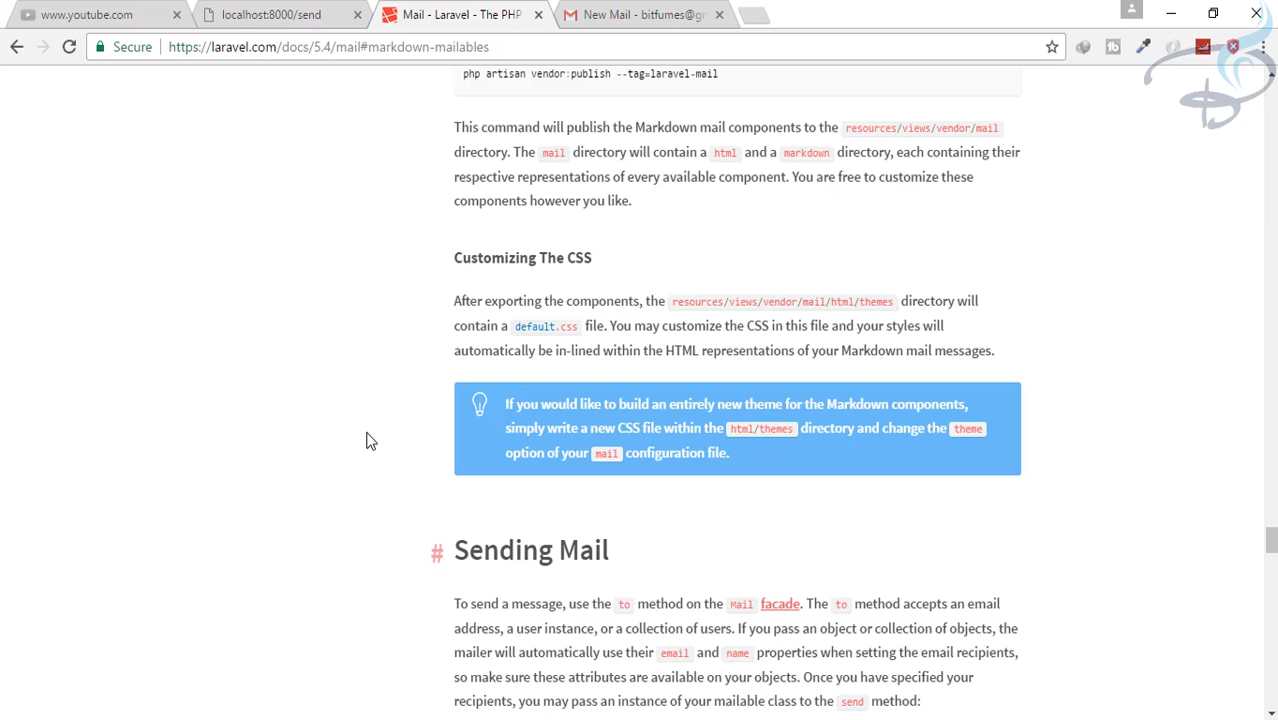 www.youtube.com
localhost:8000/send
Mail - Laravel - The PHP
New Mail - bitfumes@gm
Secure
https://laravel.com/docs/5.4/mail#markdown-mailables
php artisan vendor:publish --tag=laravel-mail
This command will publish the Markdown mail components to the resources/views/vendor/mail
directory. The mail directory will contain a html and a markdown directory, each containing their
respective representations of every available component. You are free to customize these
components however you like.
Customizing The CSS
After exporting the components, the resources/views/vendor/mail/html/themes directory will
contain a default.css file. You may customize the CSS in this file and your styles will
automatically be in-lined within the HTML representations of your Markdown mail messages.
If you would like to build an entirely new theme for the Markdown components,
simply write a new CSS file within the html/themes directory and change the theme
option of your mail configuration file.
# Sending Mail
To send a message, use the to method on the Mail facade. The to method accepts an email
address, a user instance, or a collection of users. If you pass an object or collection of objects, the
mailer will automatically use their email and name properties when setting the email recipients,
so make sure these attributes are available on your objects. Once you have specified your
recipients, you may pass an instance of your mailable class to the send method: